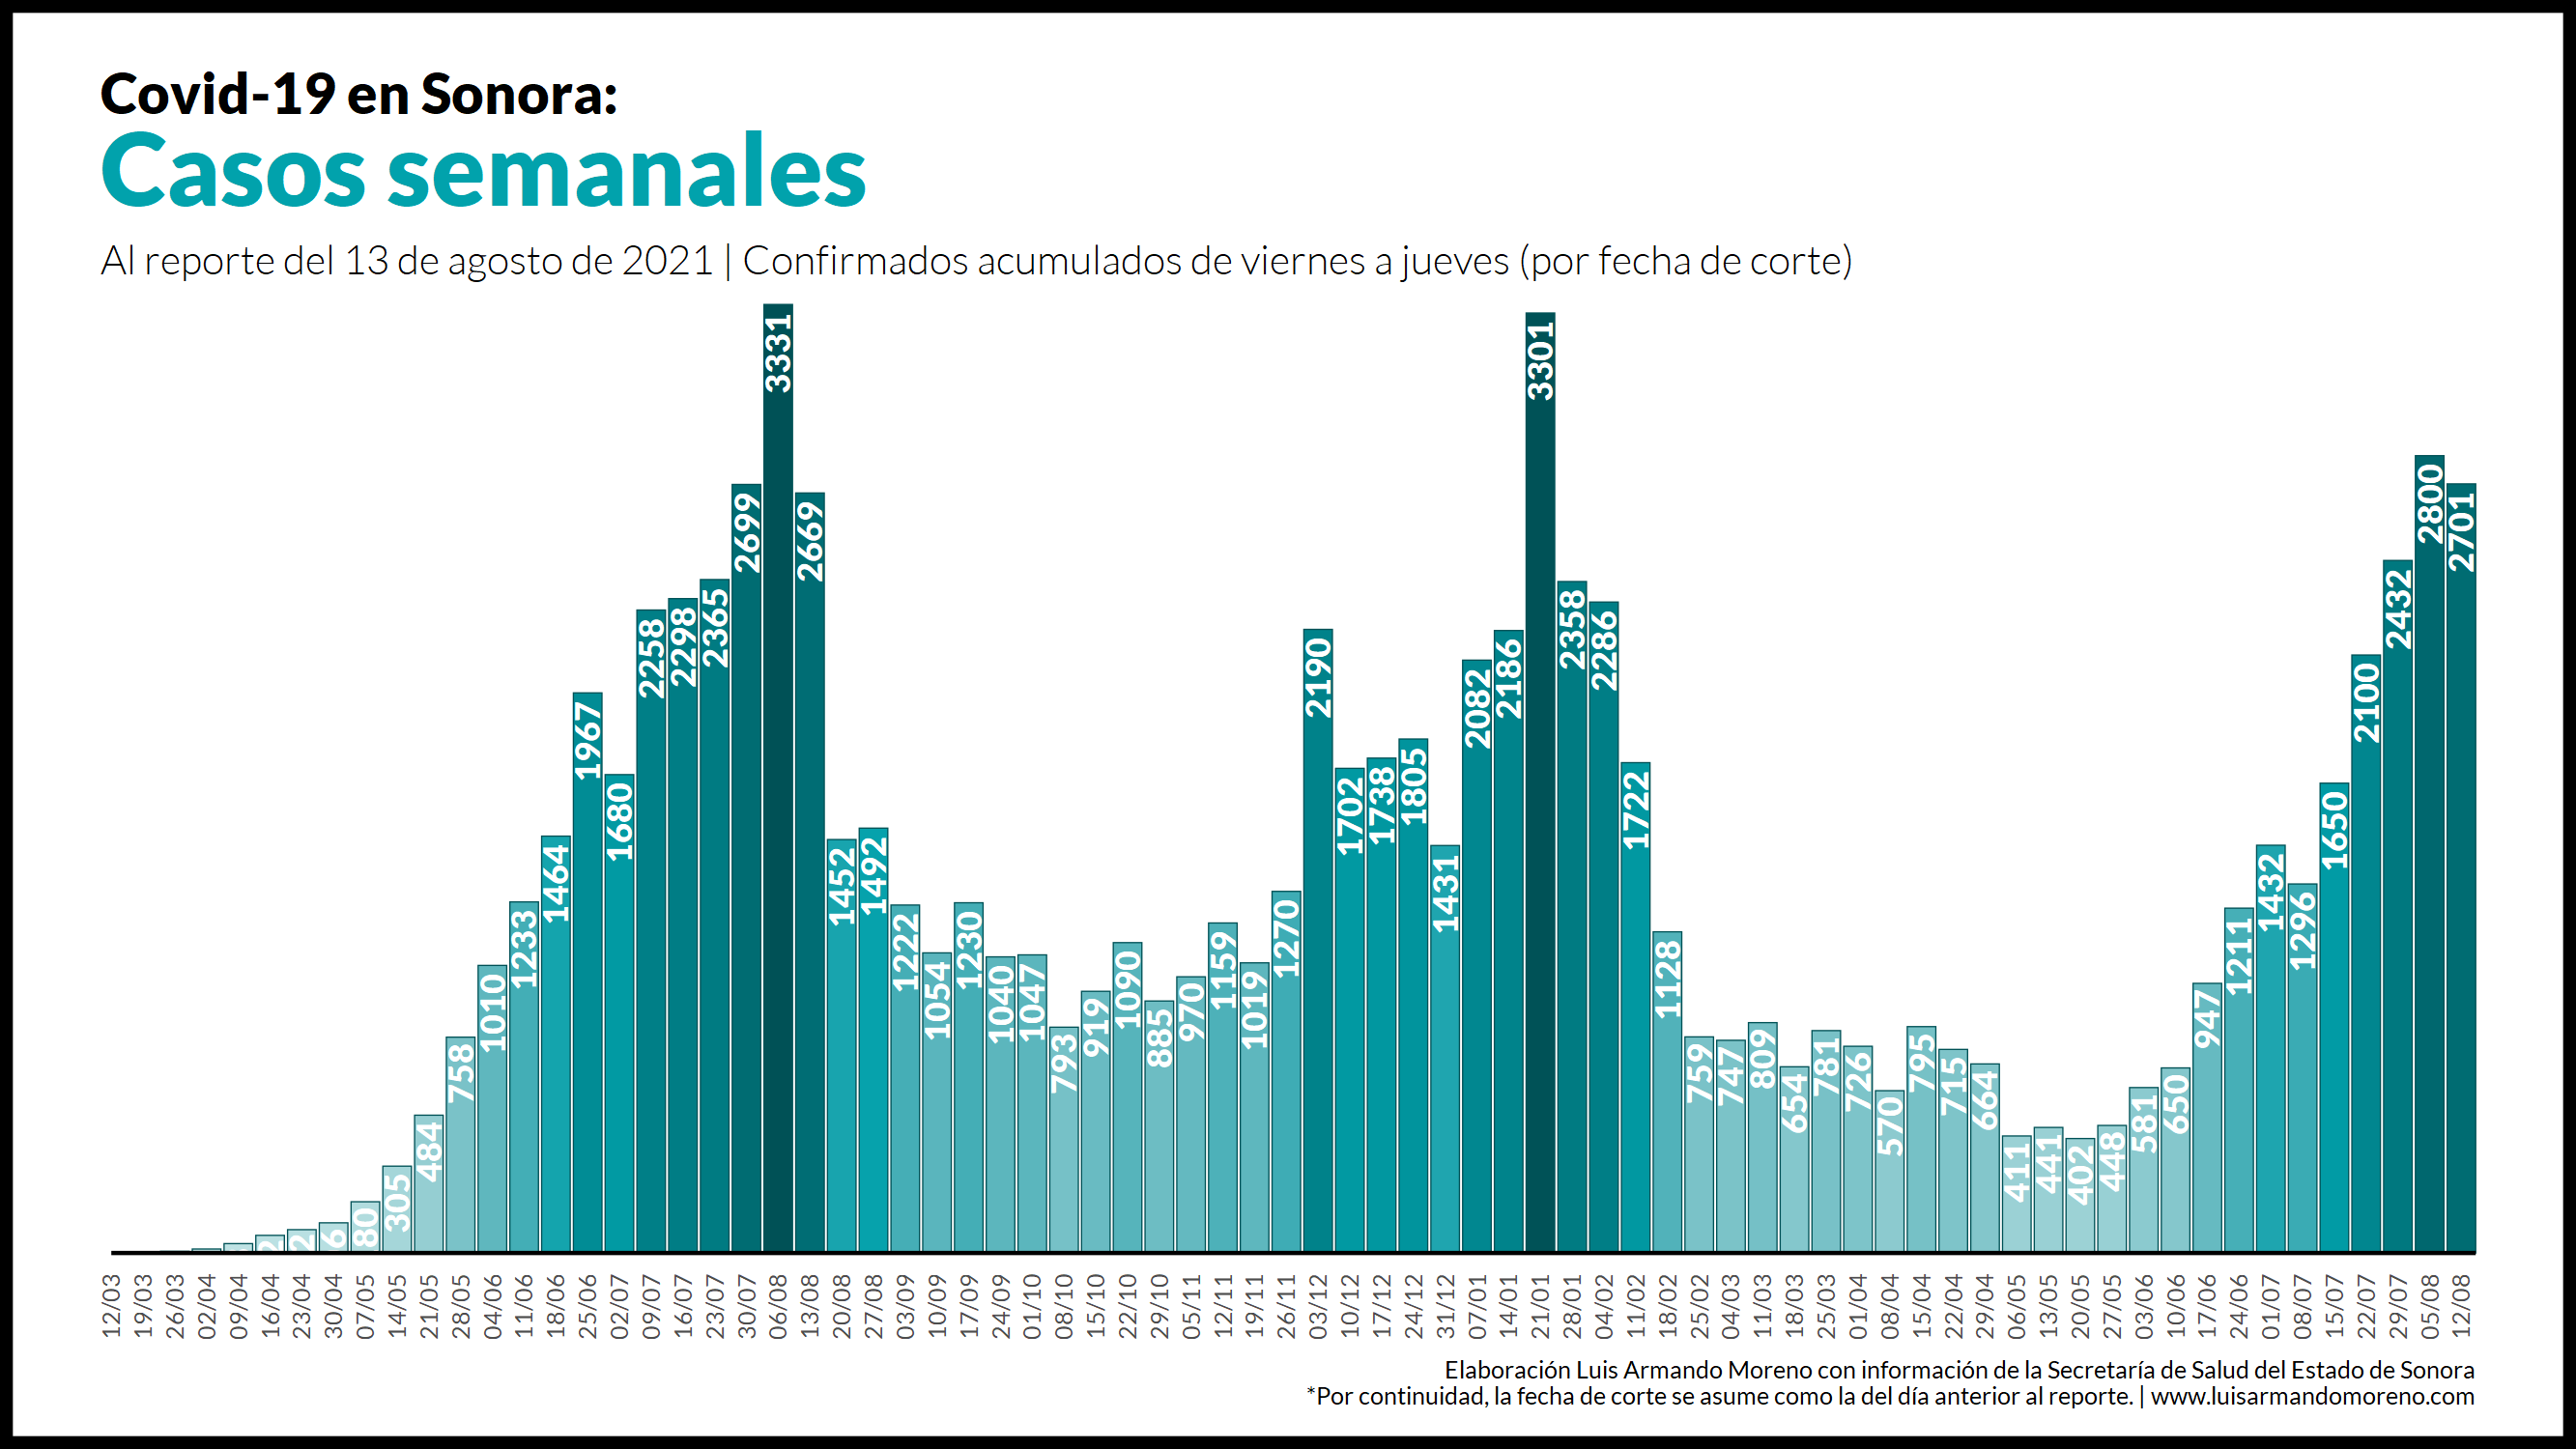 Covid-19 en Sonora:
Casos semanales
Al reporte del 13 de agosto de 2021 | Confirmados acumulados de viernes a jueves (por fecha de corte)
80 305 484 758 1010 1233 1464 1967 1680 2258 2298 2365 2699 3331 2669 1452 1492 1222 1054 1230 1040 1047 793 919 1090 885 970 1159 1019 1270 2190 1702 1738 1805 1431 2082 2186 3301 2358 2286 1722 1128 759 747 809 654 781 726 570 795 715 664 411 441 402 448 581 650 947 1211 1432 1296 1650 2100 2432 2800 2701
12/03 19/03 26/03 02/04 09/04 16/04 23/04 30/04 07/05 14/05 21/05 28/05 04/06 11/06 18/06 25/06 02/07 09/07 16/07 23/07 30/07 06/08 13/08 20/08 27/08 03/09 10/09 17/09 24/09 01/10 08/10 15/10 22/10 29/10 05/11 12/11 19/11 26/11 03/12 10/12 17/12 24/12 31/12 07/01 14/01 21/01 28/01 04/02 11/02 18/02 25/02 04/03 11/03 18/03 25/03 01/04 08/04 15/04 22/04 29/04 06/05 13/05 20/05 27/05 03/06 10/06 17/06 24/06 01/07 08/07 15/07 22/07 29/07 05/08 12/08
Elaboración Luis Armando Moreno con información de la Secretaría de Salud del Estado de Sonora
*Por continuidad, la fecha de corte se asume como la del día anterior al reporte. | www.luisarmandomoreno.com